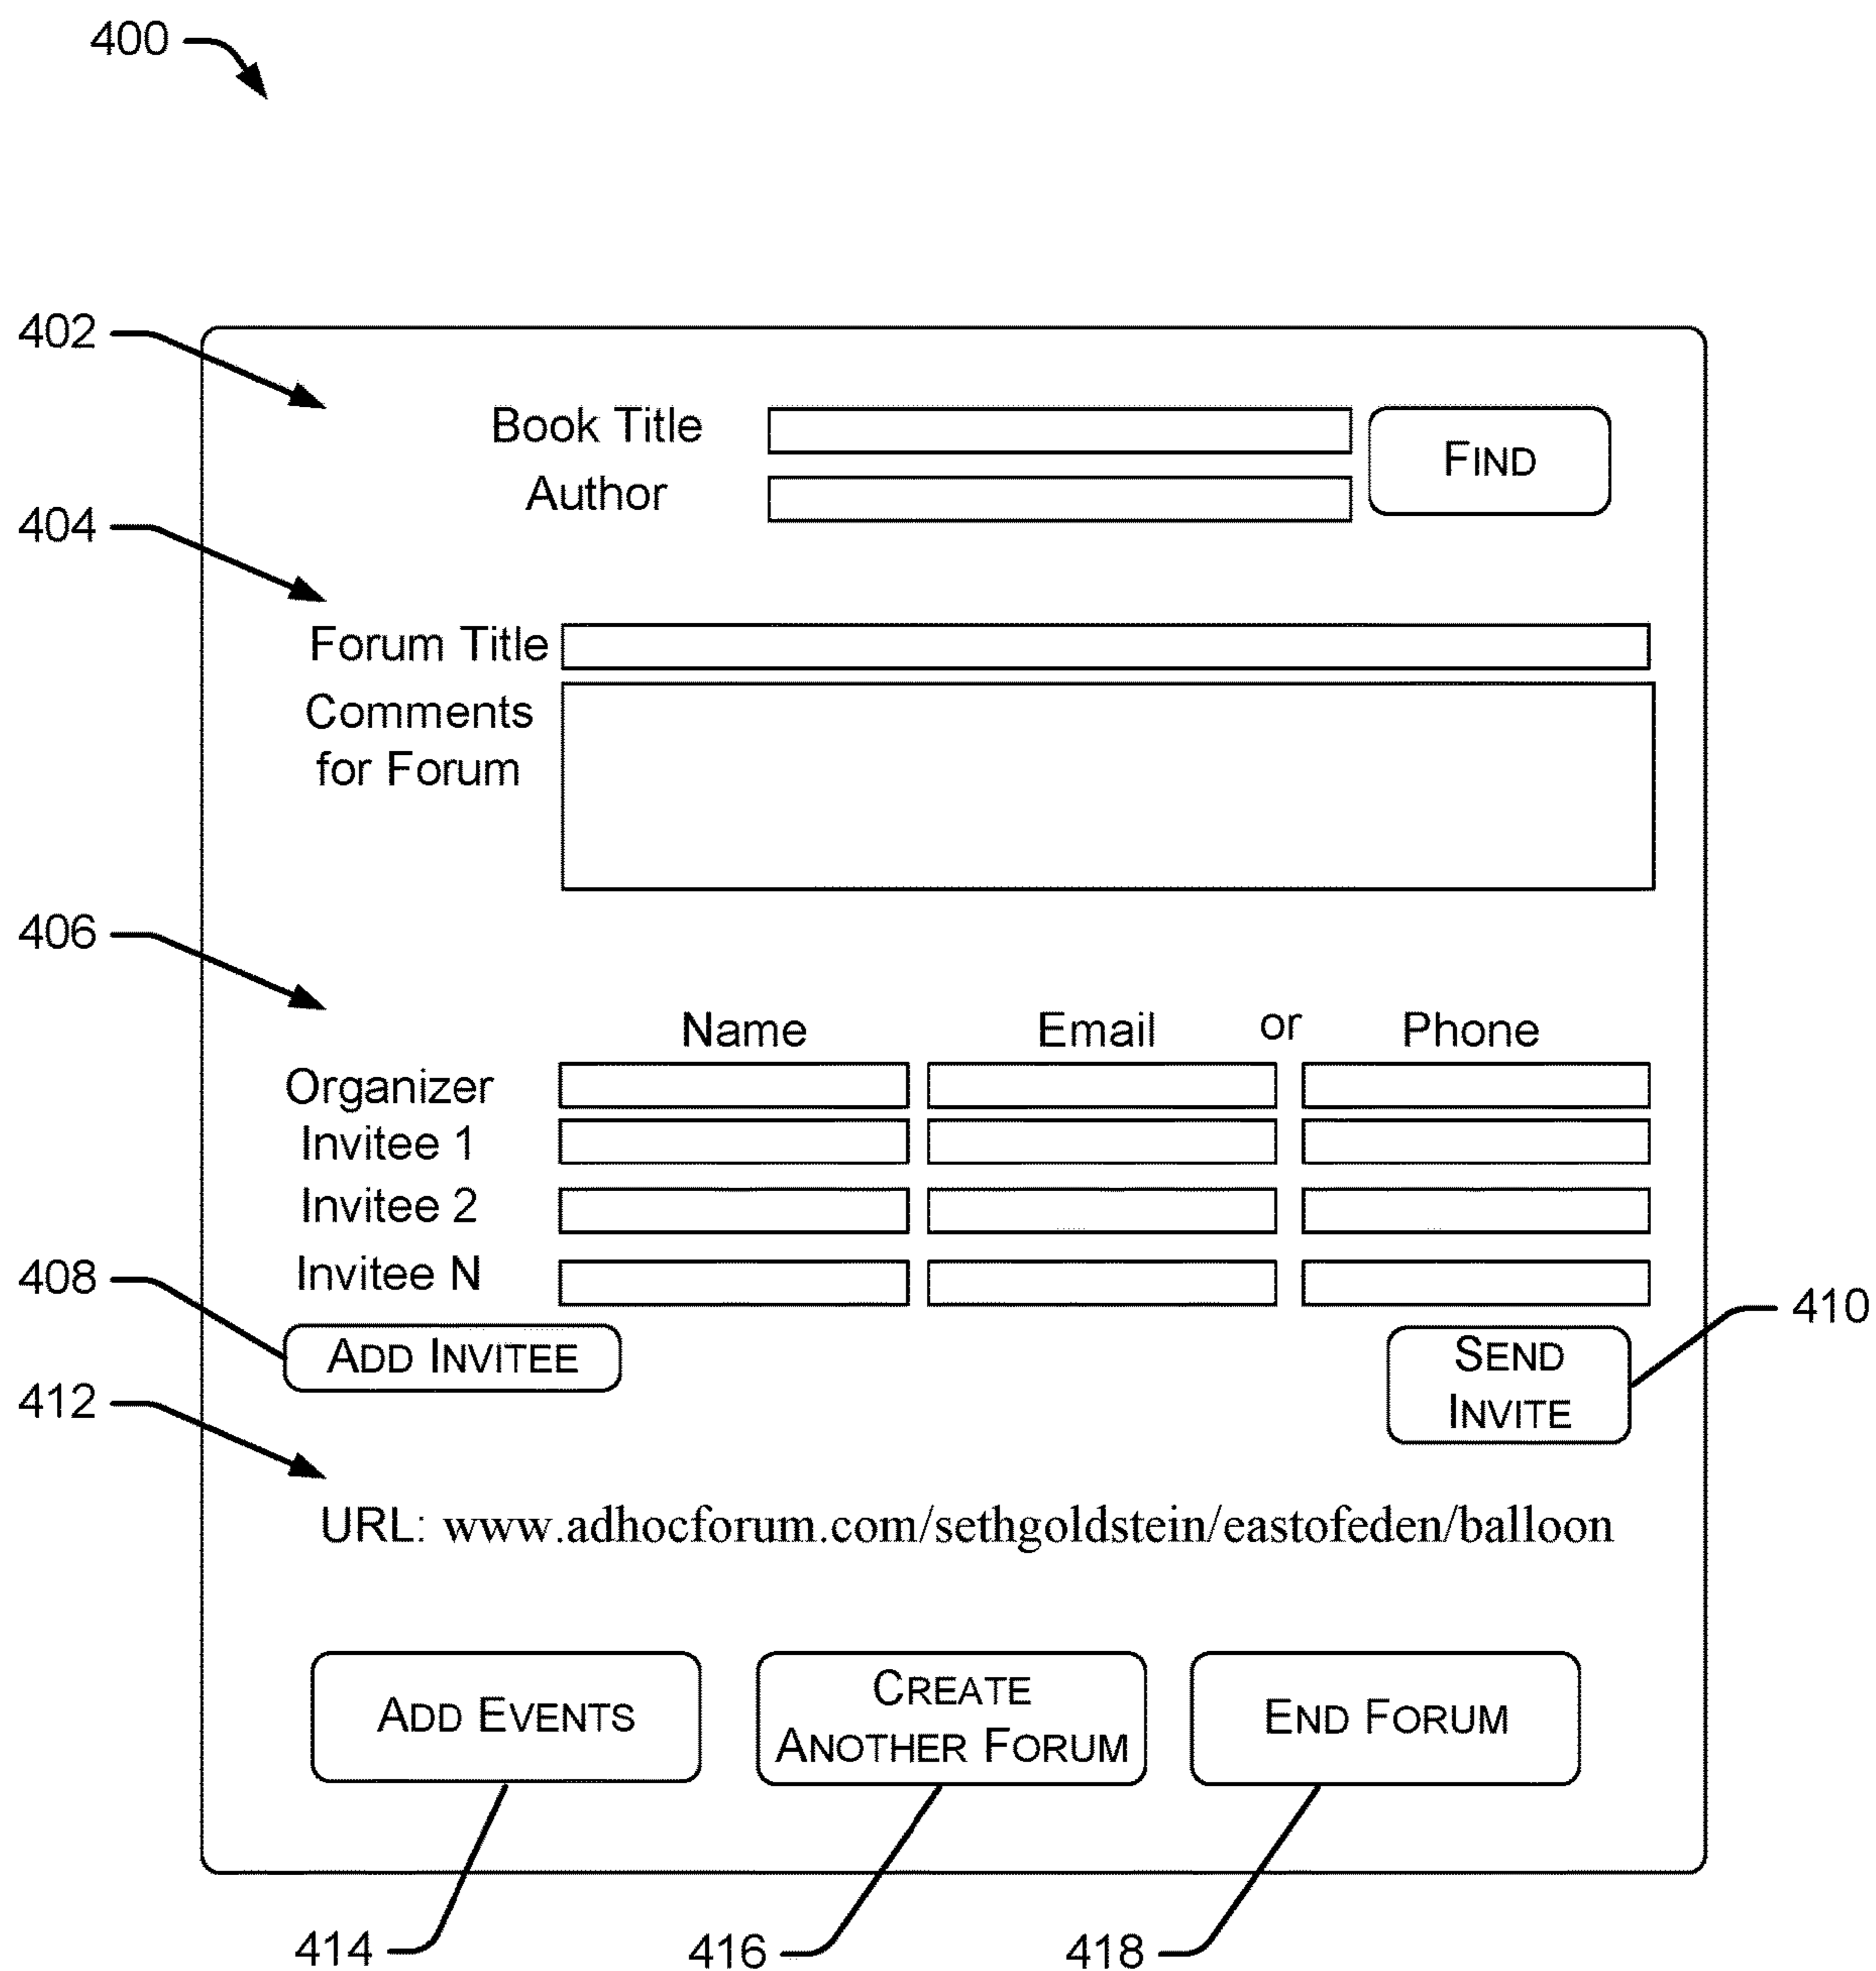 400
402
Book Title
FIND
Author
404
Forum Title
Comments
for Forum
406
Name Email or Phone
Organizer
Invitee 1
Invitee 2
Invitee N
408
410
ADD INVITEE
SEND
INVITE
412
URL: www.adhocforum.com/sethgoldstein/eastofeden/balloon
ADD EVENTS
CREATE
ANOTHER FORUM
END FORUM
414 416 418